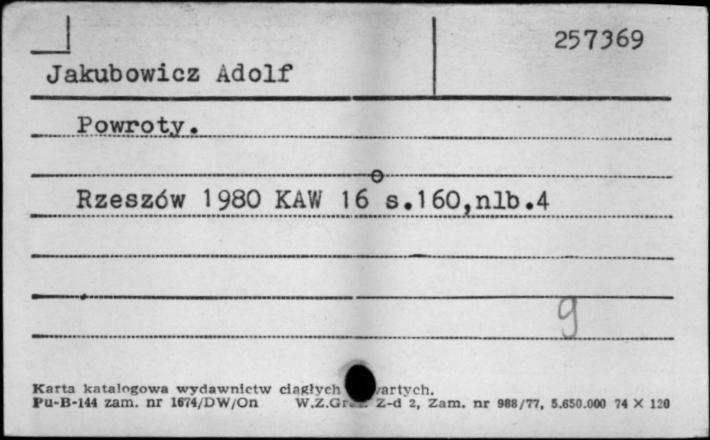 257369
Jakubowicz Adolf
Powroty.
Rzeszów 1980 KAW 16° s.160,nlb.4
9
Karta katalogowa wydawnictw ciągłych
Pu-B-144 zam. nr 1674/DW/On W.Z.Gr Z-d 2, Zam. nr 988/77, 5.650.000 74 X 120